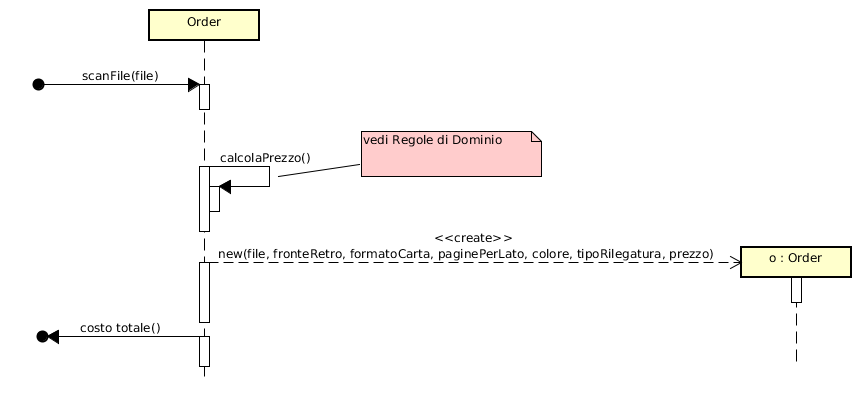 Order
scanFile(file)
vedi Regole di Dominio
calcolaPrezzo()
<<create>>
new(file, fronteRetro, formatoCarta, paginePerLato, colore, tipoRilegatura, prezzo)
o : Order
costo totale()